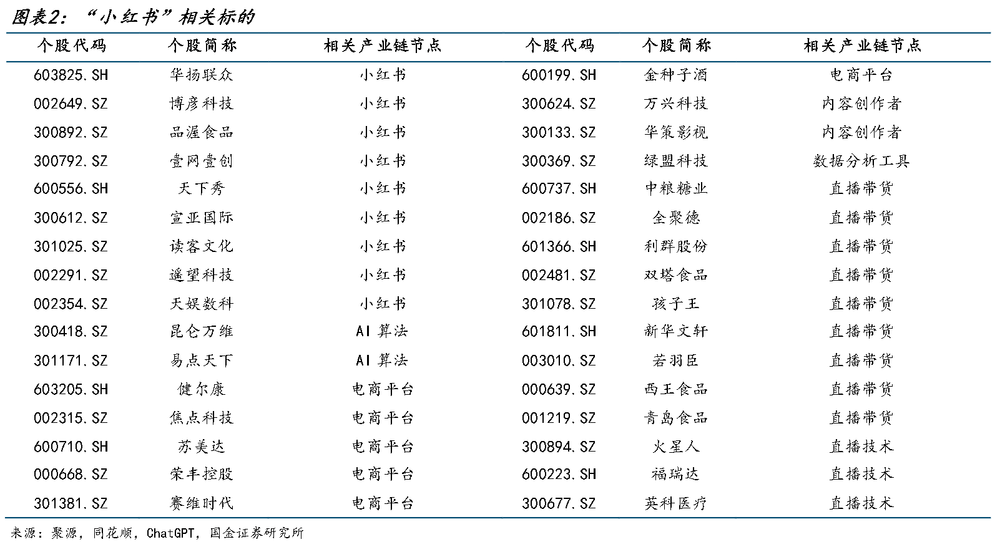 图表2：“小红书”相关标的
个股代码 个股简称 相关产业链节点 个股代码 个股简称 相关产业链节点
603825.SH 华扬联众 小红书 600199.SH 金种子酒 电商平台
002649.SZ 博彦科技 小红书 300624.SZ 万兴科技 内容创作者
300892.SZ 品渥食品 小红书 300133.SZ 华策影视 内容创作者
300792.SZ 壹网壹创 小红书 300369.SZ 绿盟科技 数据分析工具
600556.SH 天下秀 小红书 600737.SH 中粮糖业 直播带货
300612.SZ 宣亚国际 小红书 002186.SZ 全聚德 直播带货
301025.SZ 读客文化 小红书 601366.SH 利群股份 直播带货
002291.SZ 遥望科技 小红书 002481.SZ 双塔食品 直播带货
002354.SZ 天娱数科 小红书 301078.SZ 孩子王 直播带货
300418.SZ 昆仑万维 AI 算法 601811.SH 新华文轩 直播带货
301171.SZ 易点天下 AI 算法 003010.SZ 若羽臣 直播带货
603205.SH 健尔康 电商平台 000639.SZ 西王食品 直播带货
002315.SZ 焦点科技 电商平台 001219.SZ 青岛食品 直播带货
600710.SH 苏美达 电商平台 300894.SZ 火星人 直播技术
000668.SZ 荣丰控股 电商平台 600223.SH 福瑞达 直播技术
301381.SZ 赛维时代 电商平台 300677.SZ 英科医疗 直播技术
来源：聚源，同花顺，ChatGPT，国金证券研究所